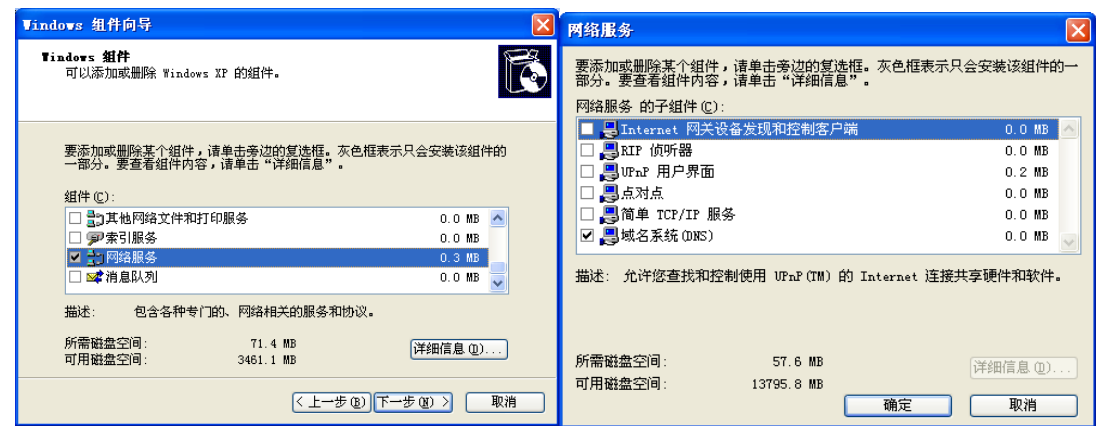 Windows 组件向导
Windows 组件
可以添加或删除 Windows XP 的组件。
要添加或删除某个组件，请单击旁边的复选框。灰色框表示只会安装该组件的
一部分。要查看组件内容，请单击“详细信息”。
组件(C):
其他网络文件和打印服务 0.0 MB
索引服务 0.0 MB
网络服务 0.3 MB
消息队列 0.0 MB
描述: 包含各种专门的、网络相关的服务和协议。
所需磁盘空间: 71.4 MB
可用磁盘空间: 3461.1 MB
详细信息(D)...
< 上一步(B) 下一步(N) > 取消
网络服务
要添加或删除某个组件，请单击旁边的复选框。灰色框表示只会安装该组件的一
部分。要查看组件内容，请单击“详细信息”。
网络服务 的子组件(C):
Internet 网关设备发现和控制客户端 0.0 MB
RIP 侦听器 0.0 MB
UPnP 用户界面 0.2 MB
点对点 0.0 MB
简单 TCP/IP 服务 0.0 MB
域名系统(DNS) 0.0 MB
描述: 允许您查找和控制使用 UPnP(TM) 的 Internet 连接共享硬件和软件。
所需磁盘空间: 57.6 MB
可用磁盘空间: 13795.8 MB
详细信息(D)...
确定 取消